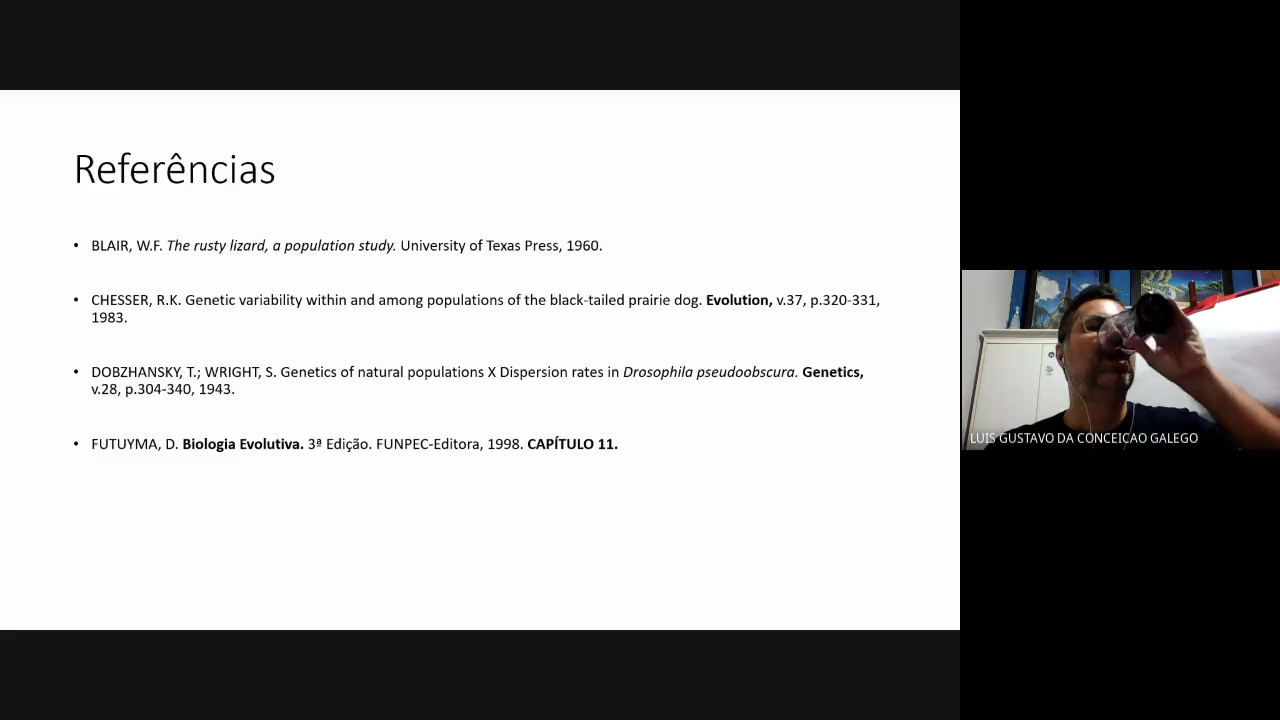 Referências
• BLAIR, W.F. The rusty lizard, a population study. University of Texas Press, 1960.
• CHESSER, R.K. Genetic variability within and among populations of the black-tailed prairie dog. Evolution, v.37, p.320-331,
1983.
• DOBZHANSKY, T.; WRIGHT, S. Genetics of natural populations X Dispersion rates in Drosophila pseudoobscura. Genetics,
v.28, p.304-340, 1943.
• FUTUYMA, D. Biologia Evolutiva. 3ª Edição. FUNPEC-Editora, 1998. CAPÍTULO 11.
LUIS GUSTAVO DA CONCEICAO GALEGO